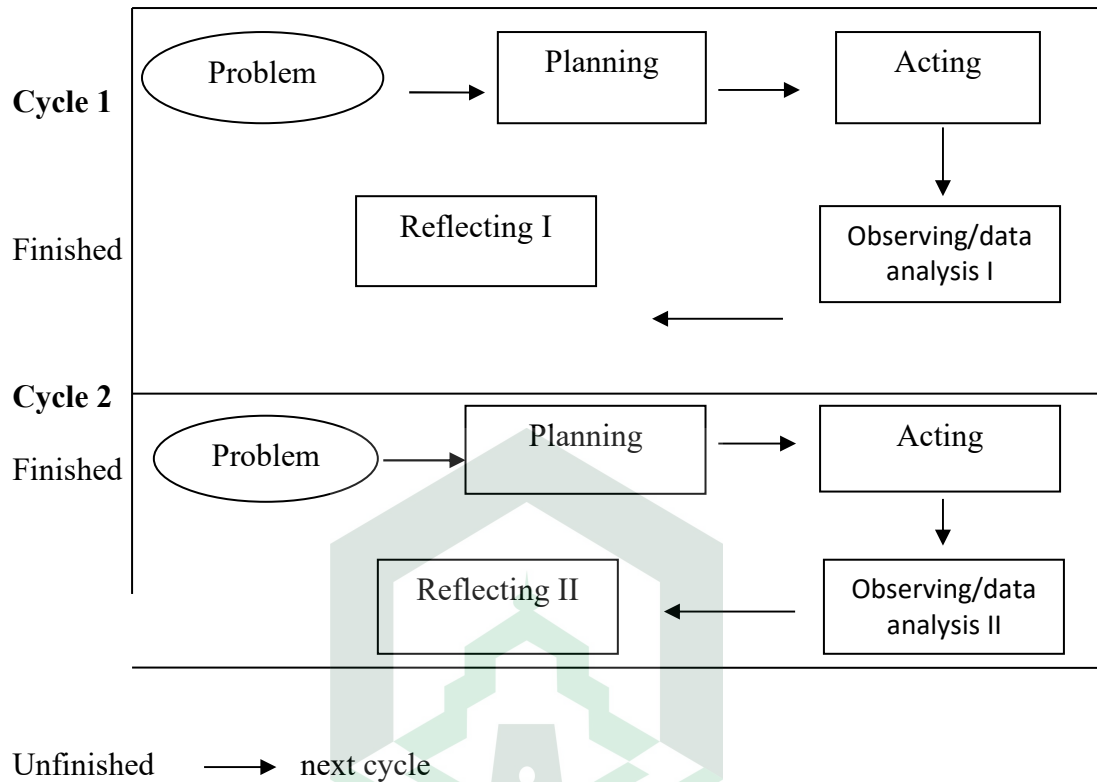 Problem
Planning
Acting
Cycle 1
Finished
Reflecting I
Observing/data
analysis I
Cycle 2
Finished
Problem
Planning
Acting
Reflecting II
Observing/data
analysis II
Unfinished
next cycle